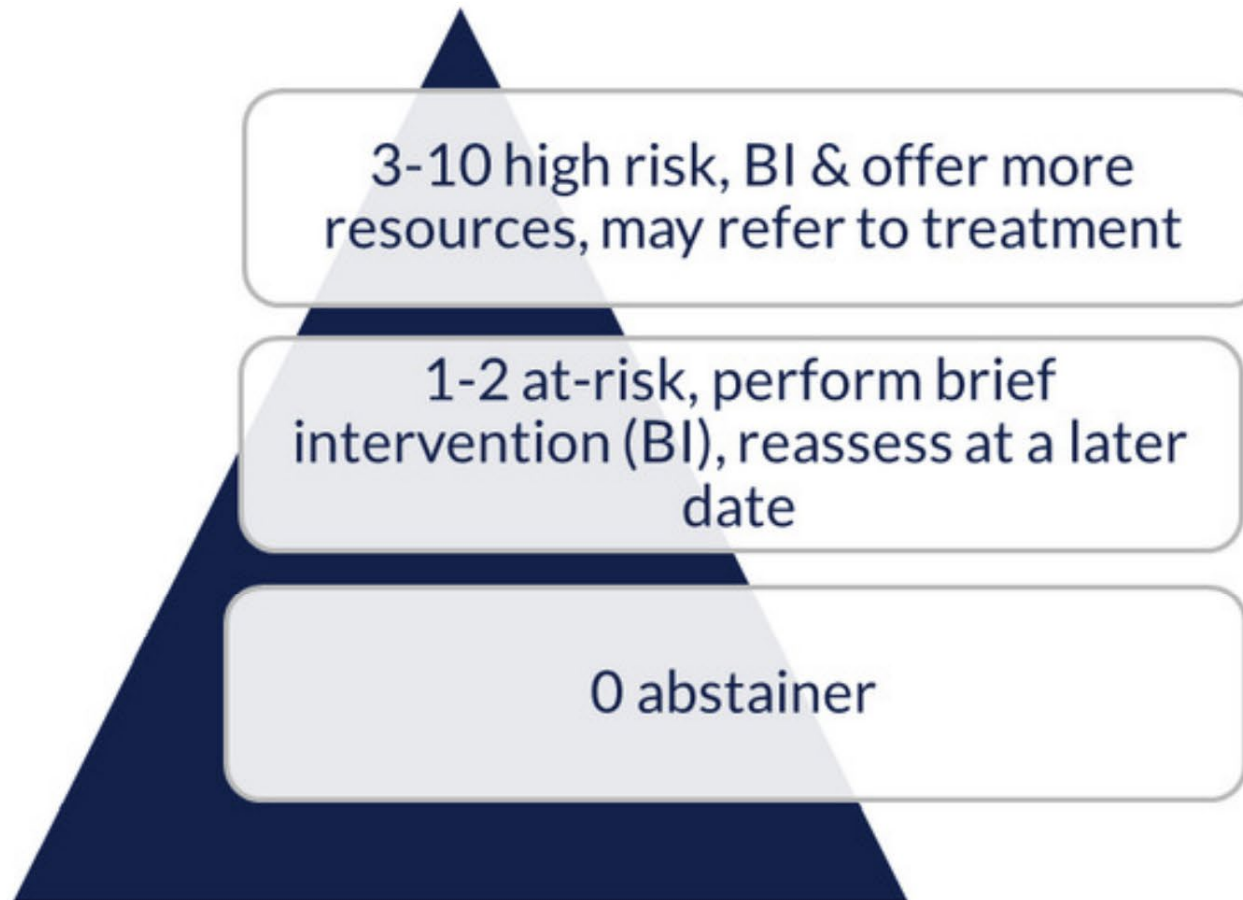 3-10 high risk, BI & offer more
resources, may refer to treatment
1-2 at-risk, perform brief
intervention (BI), reassess at a later
date
0 abstainer